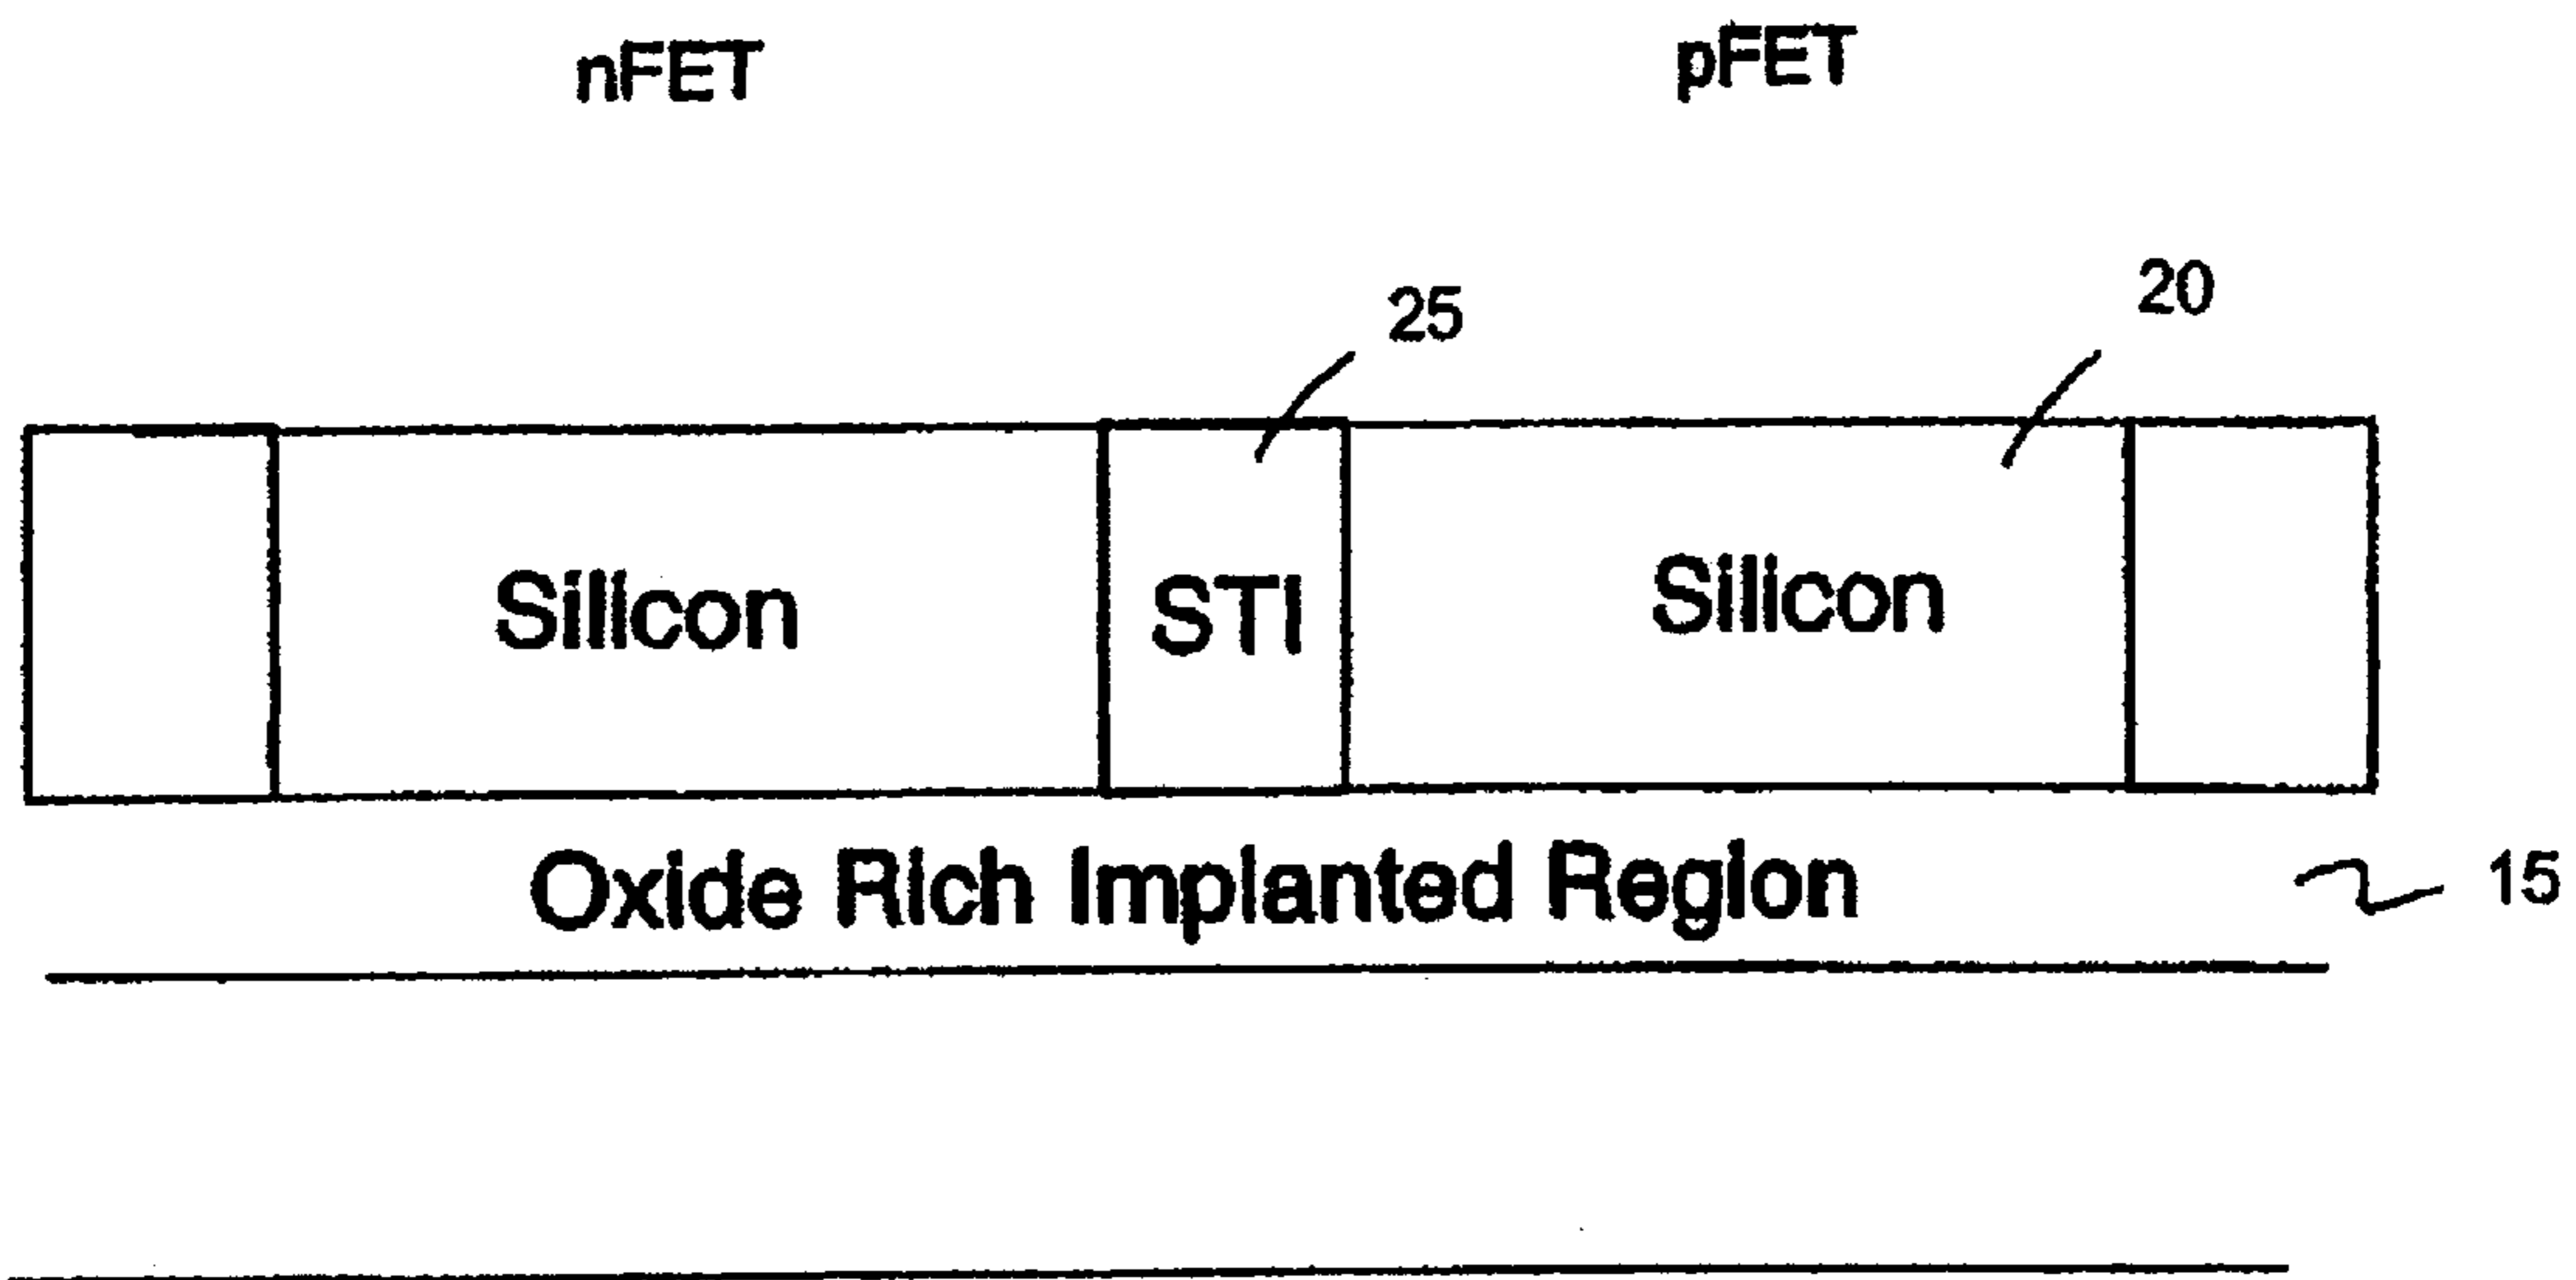 nFET
pFET
25
20
Silicon
STI
Silicon
Oxide Rich Implanted Region
15